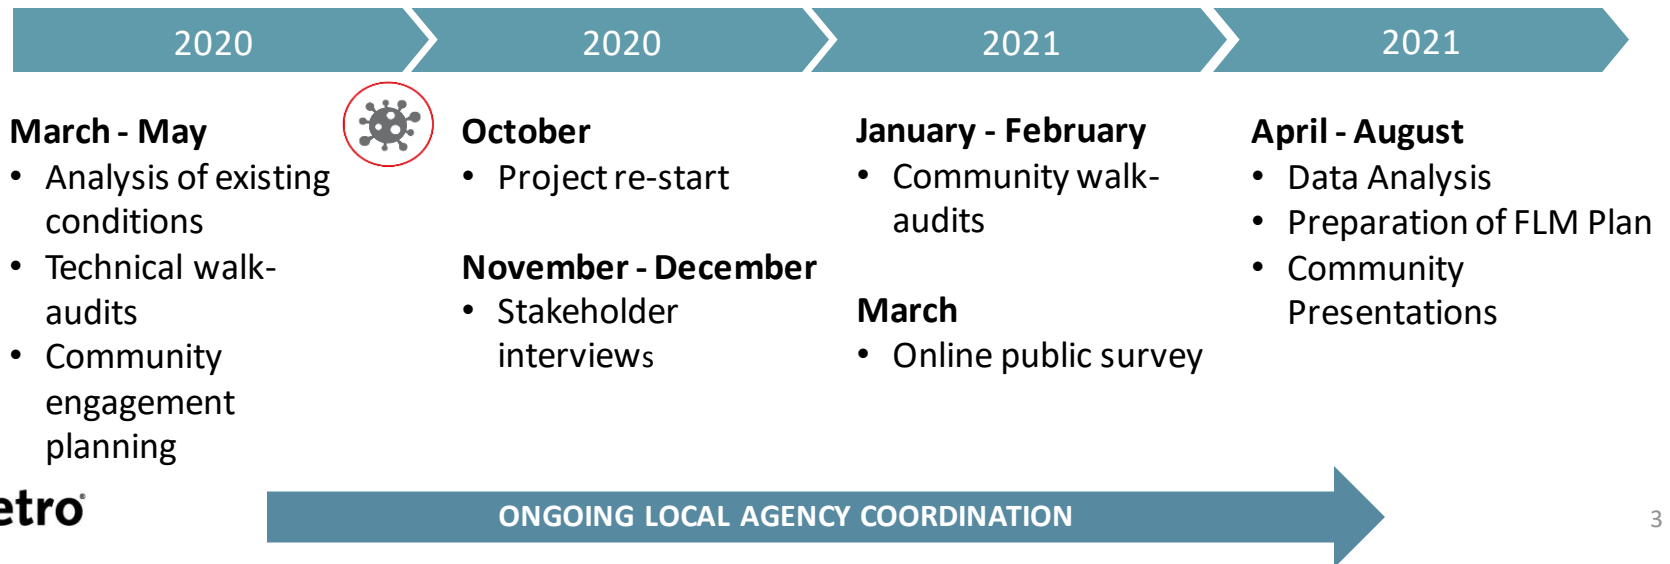 2020
2020
2021
2021
March - May
• Analysis of existing
conditions
• Technical walk-
audits
• Community
engagement
planning
October
• Project re-start
November - December
• Stakeholder
interviews
January - February
• Community walk-
audits
March
• Online public survey
April - August
• Data Analysis
• Preparation of FLM Plan
• Community
Presentations
etro
ONGOING LOCAL AGENCY COORDINATION
3